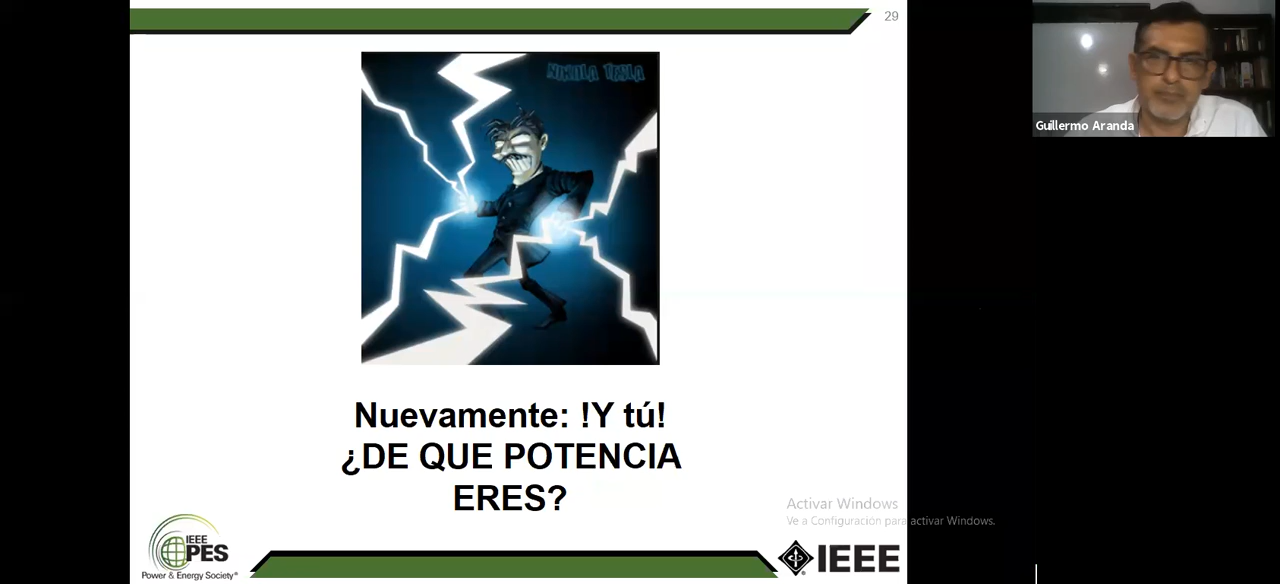 29
NIKOLA TESLA
Guillermo Aranda
Nuevamente: !Y tú!
¿DE QUE POTENCIA
ERES?
Activar Windows
Ve a Configuración para activar Windows.
IEEE
PES
Power & Energy Society®
IEEE